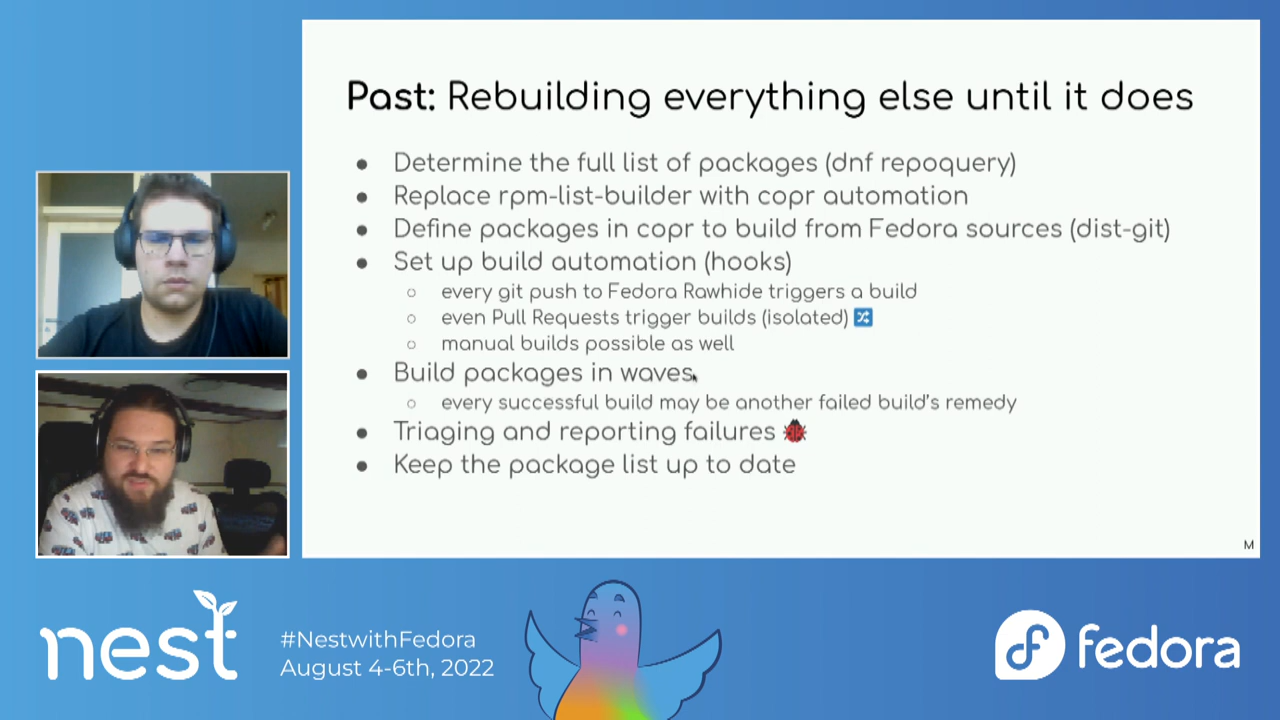 Past: Rebuilding everything else until it does
● Determine the full list of packages (dnf repoquery)
● Replace rpm-list-builder with copr automation
● Define packages in copr to build from Fedora sources (dist-git)
● Set up build automation (hooks)
○ every git push to Fedora Rawhide triggers a build
○ even Pull Requests trigger builds (isolated) 🔀
○ manual builds possible as well
● Build packages in waves
○ every successful build may be another failed build's remedy
● Triaging and reporting failures 🐞
● Keep the package list up to date
M
nest
#NestwithFedora
August 4-6th, 2022
fedora